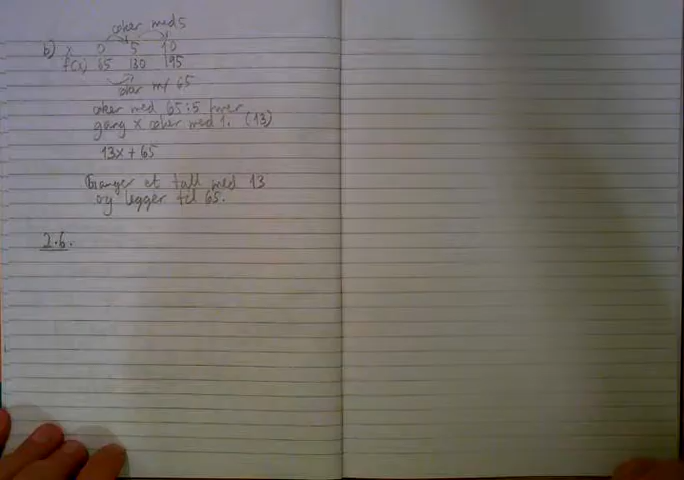 øker med 5
b) x 0 5 10
f(x) 65 130 195
øker m/ 65
øker med 65:5 hver
gang x øker med 1. (13)
13x + 65
Ganger et tall med 13
og legger til 65.
2.6.